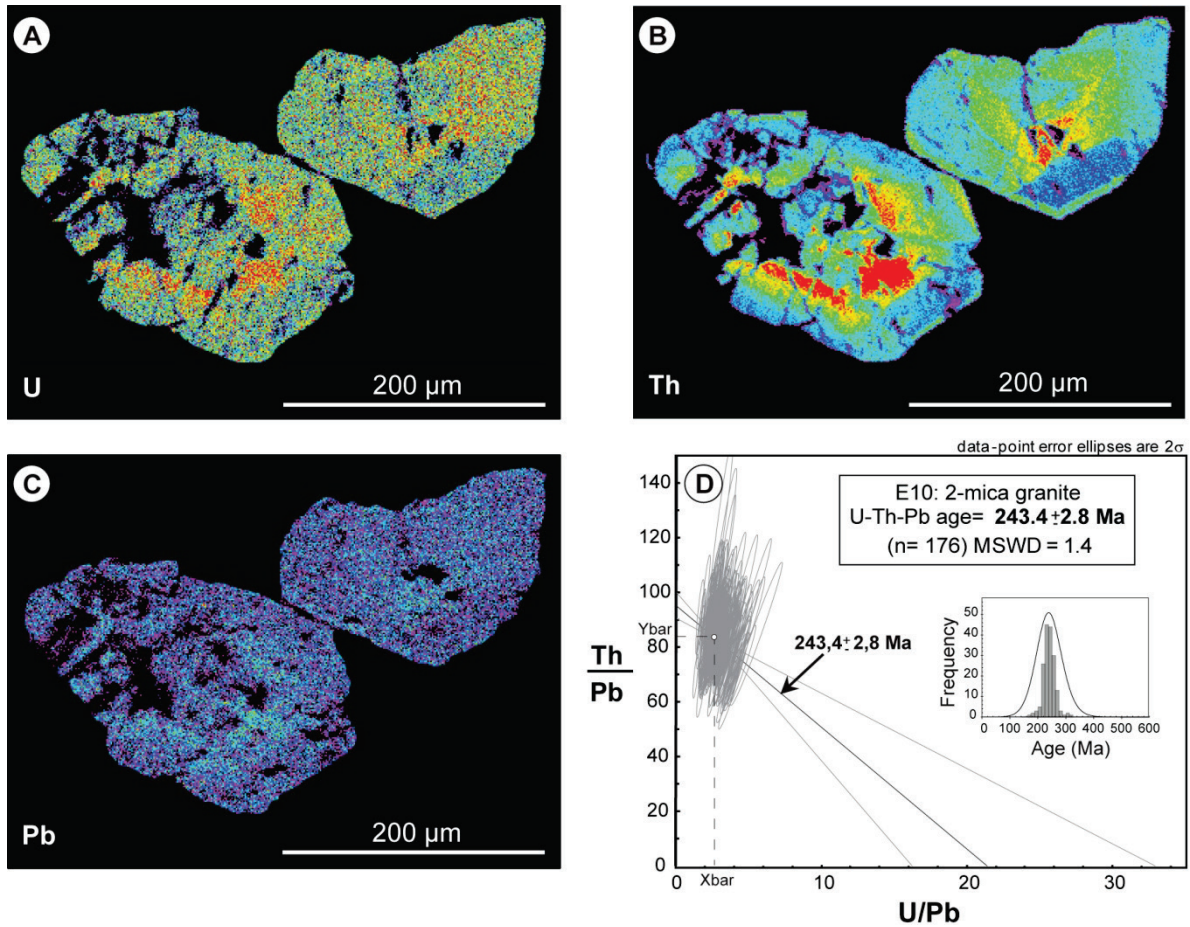 A
U
200 µm
B
Th
200 µm
C
Pb
200 µm
data-point error ellipses are 2σ
D
E10: 2-mica granite
U-Th-Pb age= 243.4±2.8 Ma
(n= 176) MSWD = 1.4
140
120
100
80
60
40
20
0
Ybar
Th
Pb
243,4±2,8 Ma
Frequency
50
40
30
20
10
0
0 100 200 300 400 500 600
Age (Ma)
0 10 20 30
Xbar
U/Pb